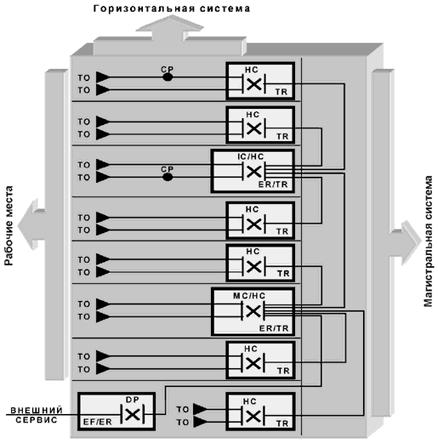 Горизонтальная система
Рабочие места
Магистральная система
TO
CP
TO
HC
TR
TO
TO
HC
TR
TO
TO
CP
IC/HC
ER/TR
TO
TO
HC
TR
TO
TO
HC
TR
TO
TO
MC/HC
ER/TR
TO
TO
HC
TR
ВНЕШНИЙ
СЕРВИС
DP
EF/ER
TO
TO
HC
TR